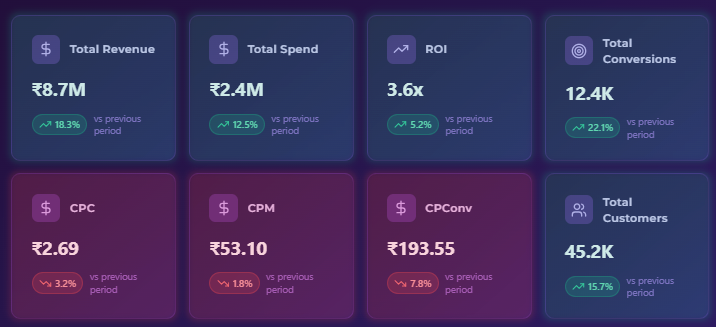 Total Revenue
₹8.7M
18.3% vs previous
period
Total Spend
₹2.4M
12.5% vs previous
period
ROI
3.6x
5.2% vs previous
period
Total
Conversions
12.4K
22.1% vs previous
period
CPC
₹2.69
3.2% vs previous
period
CPM
₹53.10
1.8% vs previous
period
CPConv
₹193.55
7.8% vs previous
period
Total
Customers
45.2K
15.7% vs previous
period